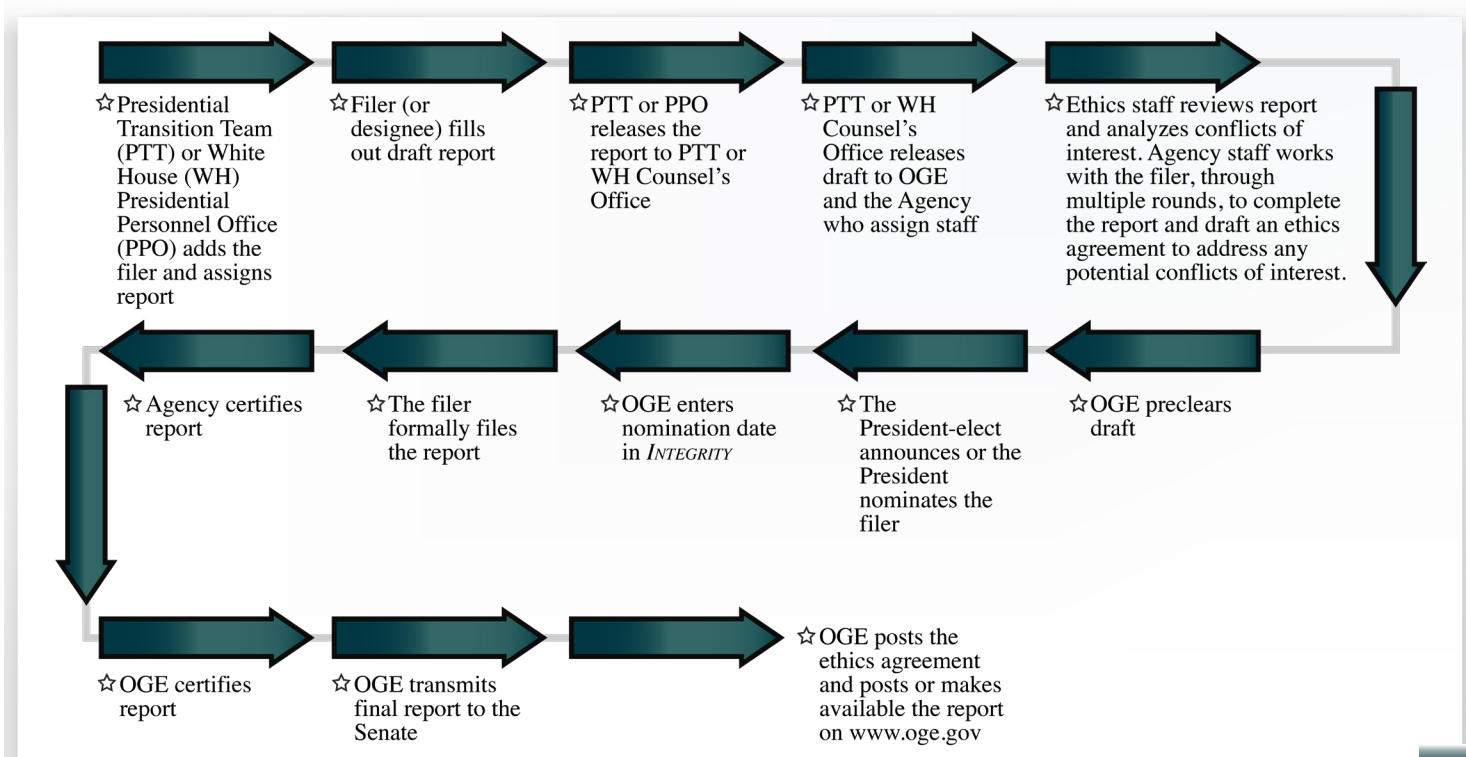 ☆Presidential
Transition Team
(PTT) or White
House (WH)
Presidential
Personnel Office
(PPO) adds the
filer and assigns
report
☆Filer (or
designee) fills
out draft report
☆PTT or PPO
releases the
report to PTT or
WH Counsel’s
Office
☆PTT or WH
Counsel’s
Office releases
draft to OGE
and the Agency
who assign staff
☆Ethics staff reviews report
and analyzes conflicts of
interest. Agency staff works
with the filer, through
multiple rounds, to complete
the report and draft an ethics
agreement to address any
potential conflicts of interest.
☆OGE preclears
draft
☆The
President-elect
announces or the
President
nominates the
filer
☆OGE enters
nomination date
in INTEGRITY
☆The filer
formally files
the report
☆Agency certifies
report
☆OGE certifies
report
☆OGE transmits
final report to the
Senate
☆OGE posts the
ethics agreement
and posts or makes
available the report
on www.oge.gov